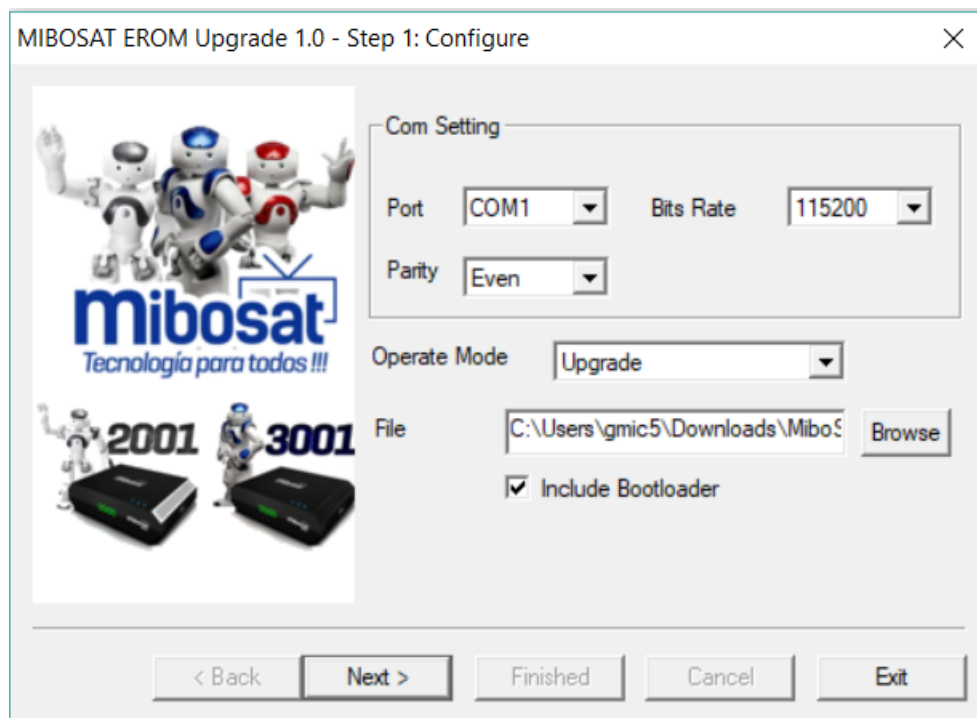 MIBOSAT EROM Upgrade 1.0 - Step 1: Configure
Com Setting
Port COM1 Bits Rate 115200
Parity Even
mibosat
Tecnología para todos !!!
Operate Mode Upgrade
2001 3001
File C:\Users\gmic5\Downloads\MiboS Browse
Include Bootloader
< Back Next > Finished Cancel Exit